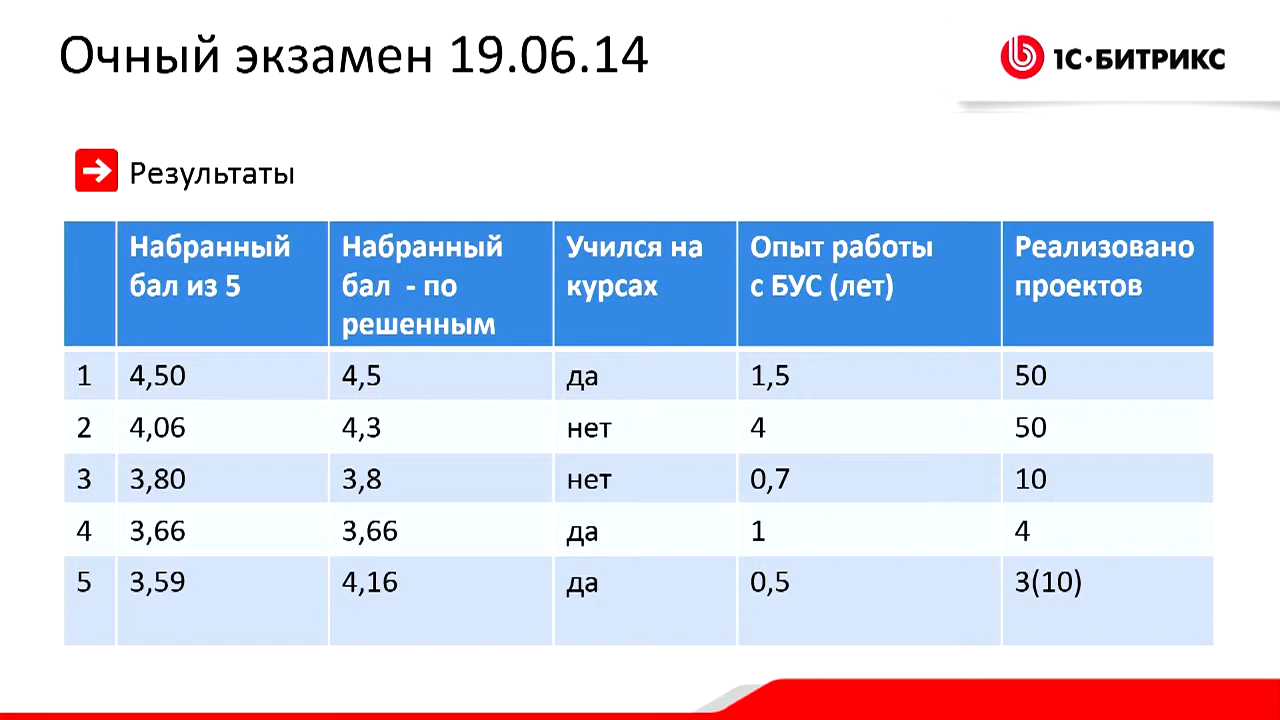 Очный экзамен 19.06.14
1С·БИТРИКС
Результаты
Набранный бал из 5 Набранный бал - по решенным Учился на курсах Опыт работы с БУС (лет) Реализовано проектов
1 4,50 4,5 да 1,5 50
2 4,06 4,3 нет 4 50
3 3,80 3,8 нет 0,7 10
4 3,66 3,66 да 1 4
5 3,59 4,16 да 0,5 3(10)